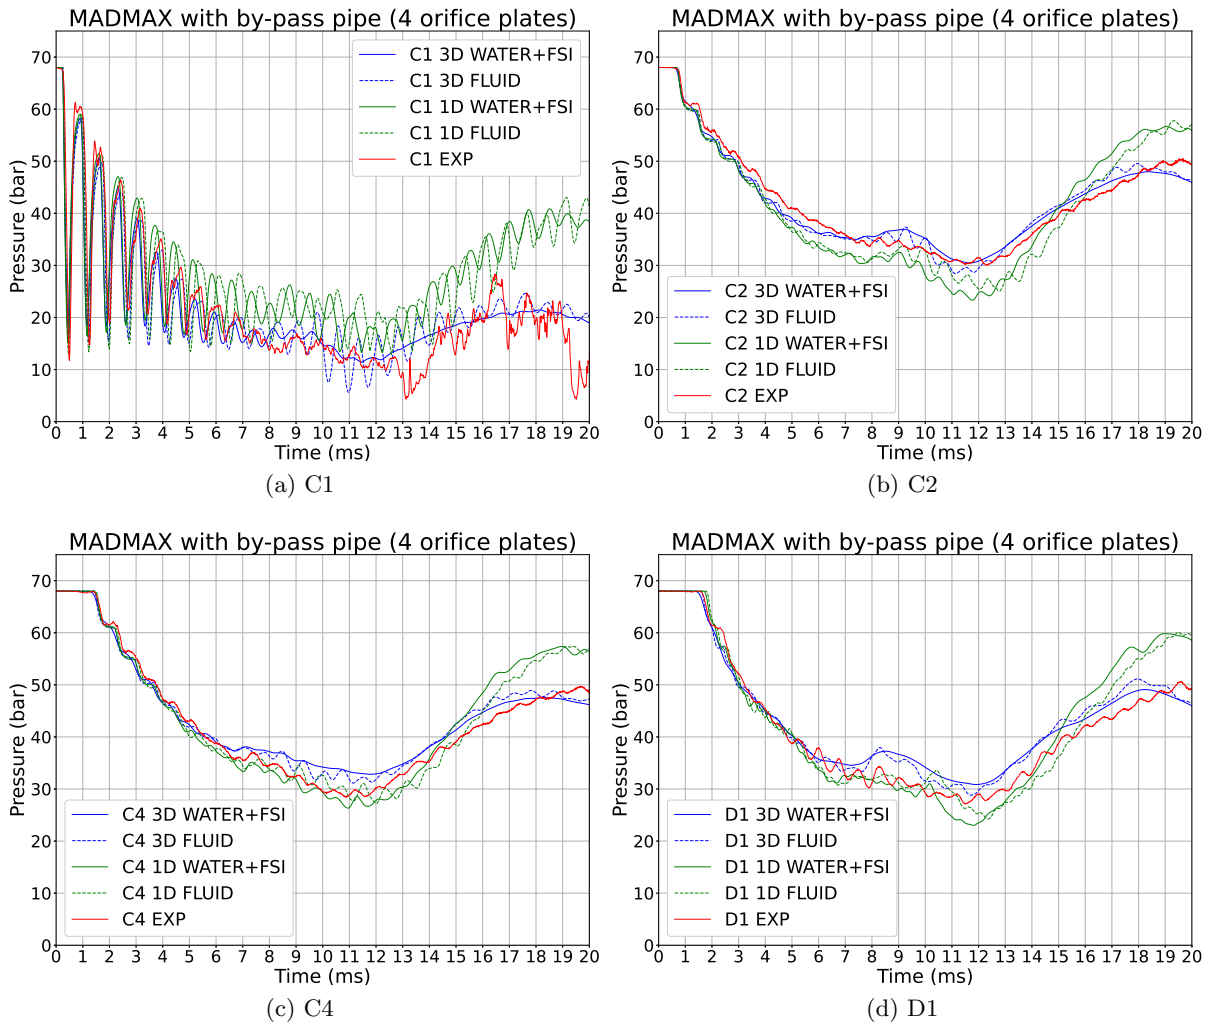 MADMAX with by-pass pipe (4 orifice plates)
Pressure (bar)
70
60
50
40
30
20
10
0
C1 3D WATER+FSI
C1 3D FLUID
C1 1D WATER+FSI
C1 1D FLUID
C1 EXP
0 1 2 3 4 5 6 7 8 9 10 11 12 13 14 15 16 17 18 19 20
Time (ms)
(a) C1
MADMAX with by-pass pipe (4 orifice plates)
Pressure (bar)
70
60
50
40
30
20
10
0
C2 3D WATER+FSI
C2 3D FLUID
C2 1D WATER+FSI
C2 1D FLUID
C2 EXP
0 1 2 3 4 5 6 7 8 9 10 11 12 13 14 15 16 17 18 19 20
Time (ms)
(b) C2
MADMAX with by-pass pipe (4 orifice plates)
Pressure (bar)
70
60
50
40
30
20
10
0
C4 3D WATER+FSI
C4 3D FLUID
C4 1D WATER+FSI
C4 1D FLUID
C4 EXP
0 1 2 3 4 5 6 7 8 9 10 11 12 13 14 15 16 17 18 19 20
Time (ms)
(c) C4
MADMAX with by-pass pipe (4 orifice plates)
Pressure (bar)
70
60
50
40
30
20
10
0
D1 3D WATER+FSI
D1 3D FLUID
D1 1D WATER+FSI
D1 1D FLUID
D1 EXP
0 1 2 3 4 5 6 7 8 9 10 11 12 13 14 15 16 17 18 19 20
Time (ms)
(d) D1